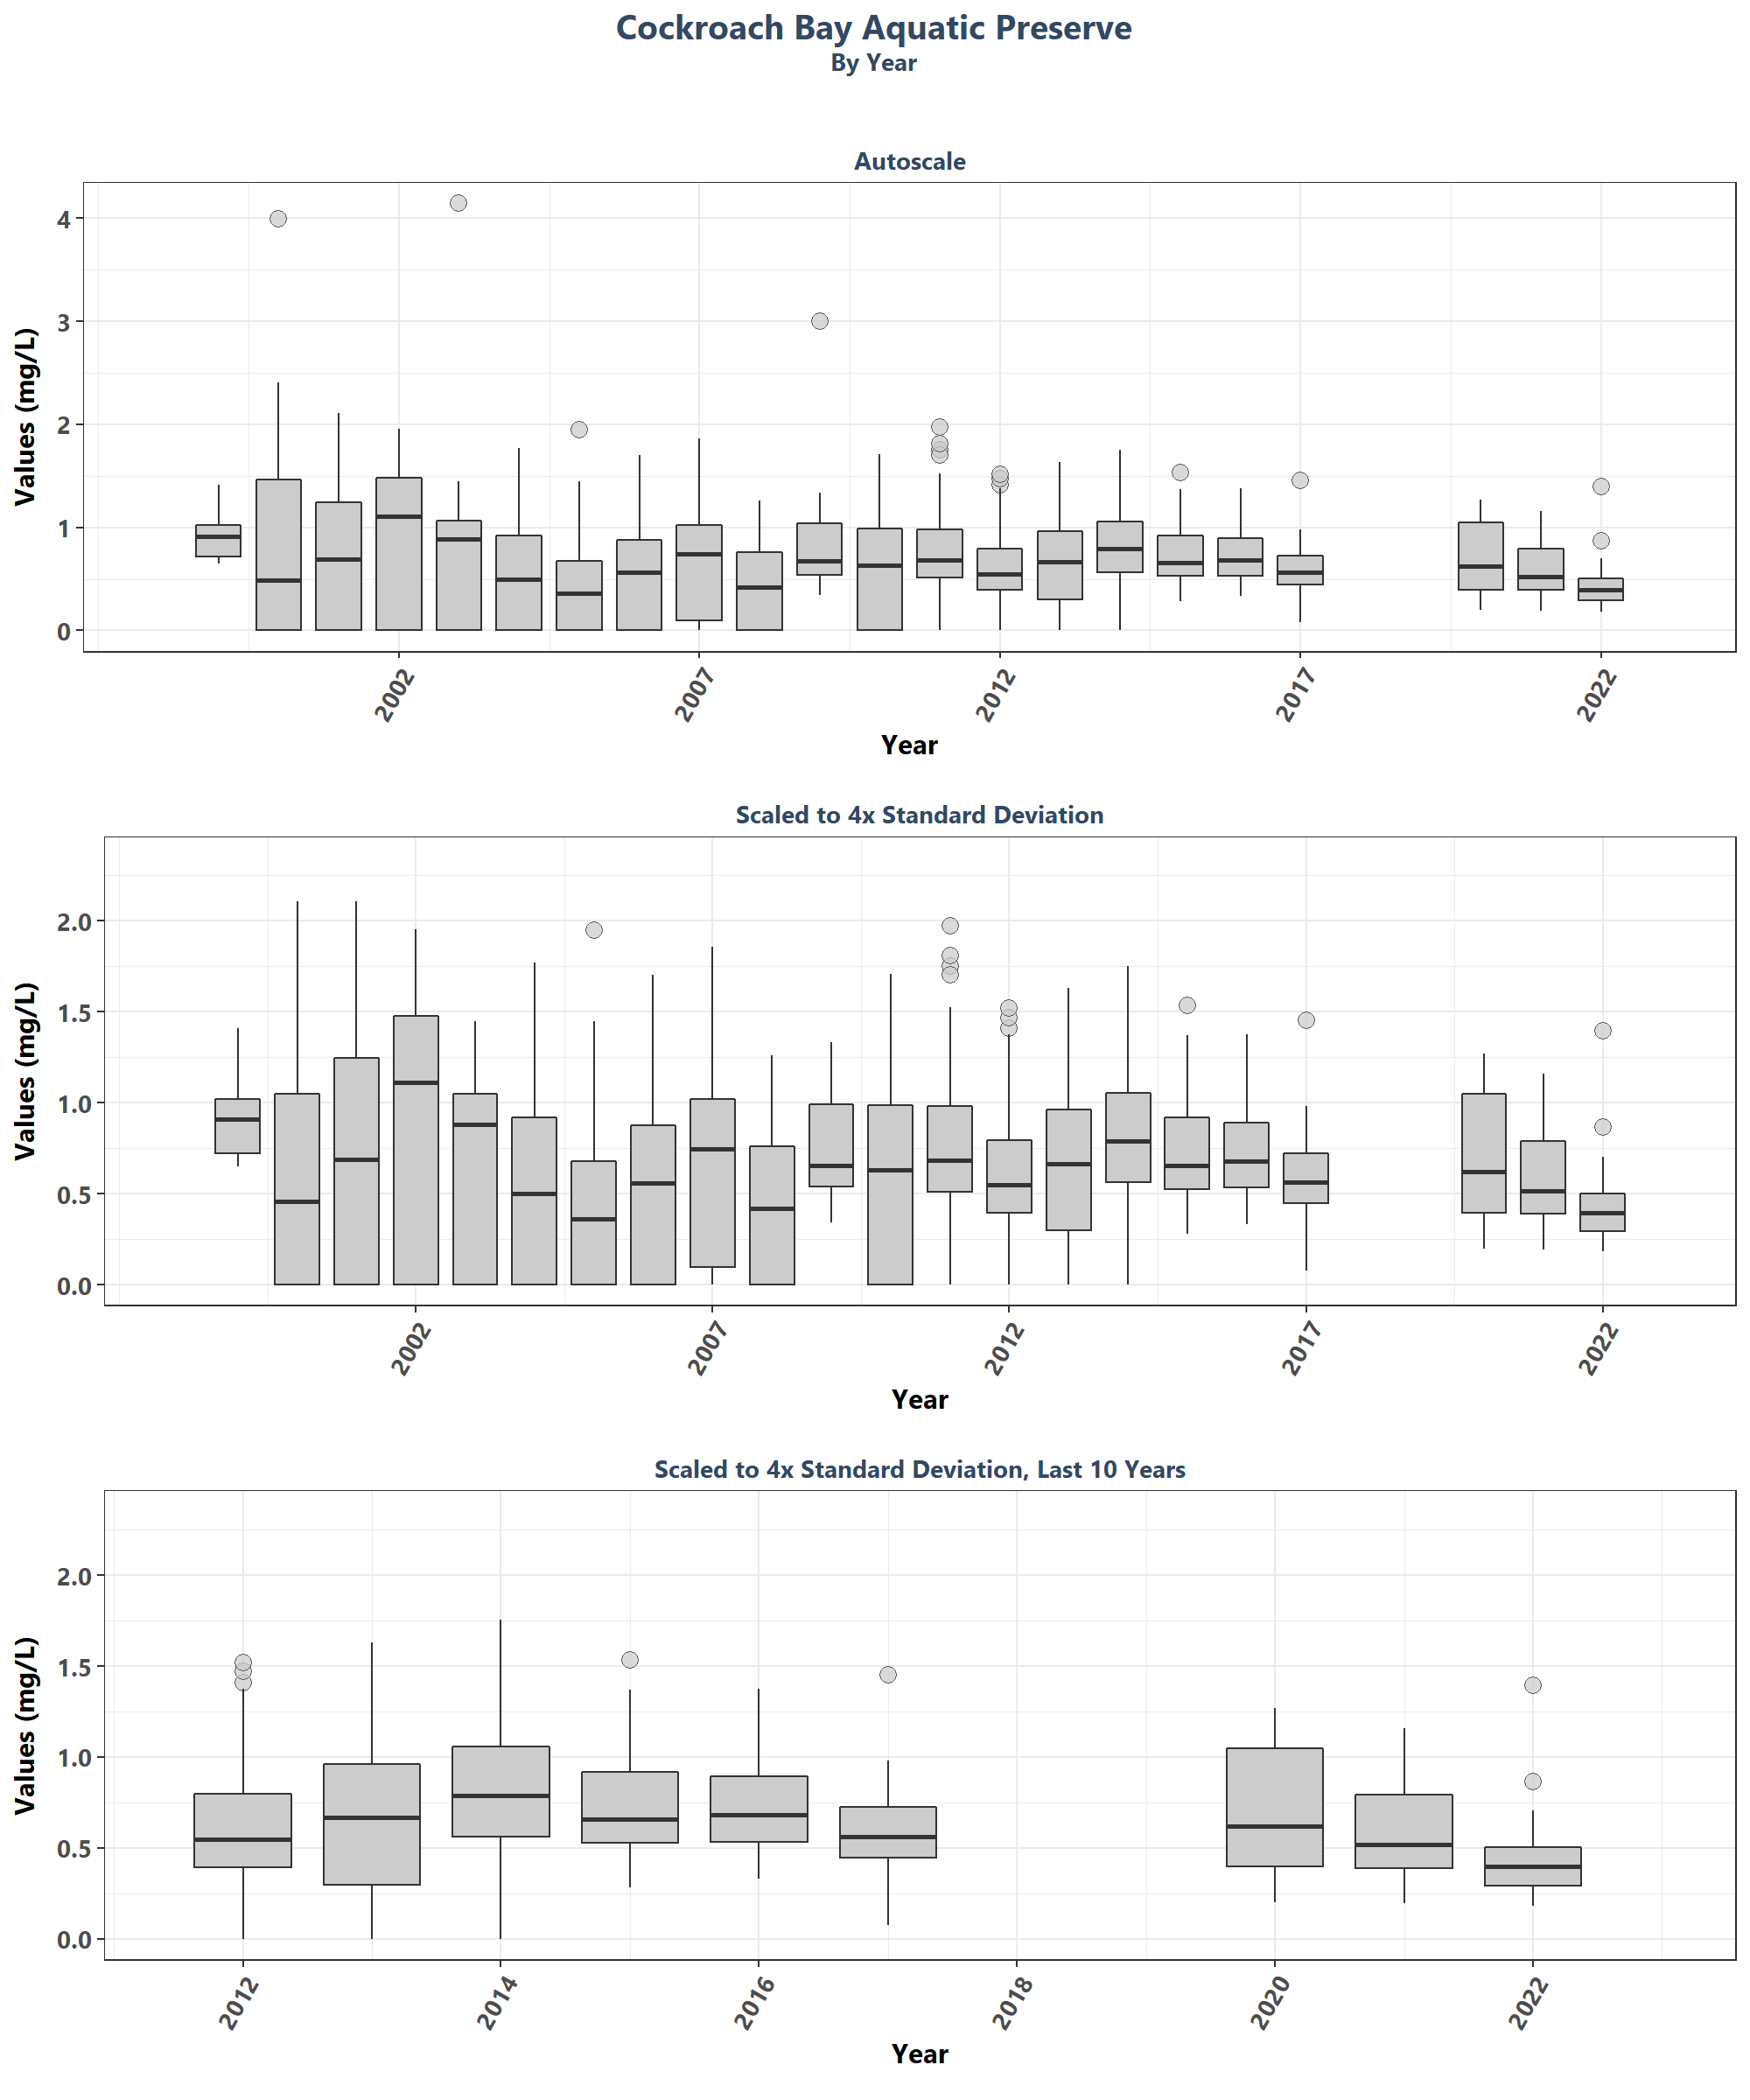 Cockroach Bay Aquatic Preserve
By Year
Autoscale
Values (mg/L)
4
3
2
1
0
2002 2007 2012 2017 2022
Year
Scaled to 4x Standard Deviation
Values (mg/L)
2.0
1.5
1.0
0.5
0.0
2002 2007 2012 2017 2022
Year
Scaled to 4x Standard Deviation, Last 10 Years
Values (mg/L)
2.0
1.5
1.0
0.5
0.0
2012 2014 2016 2018 2020 2022
Year